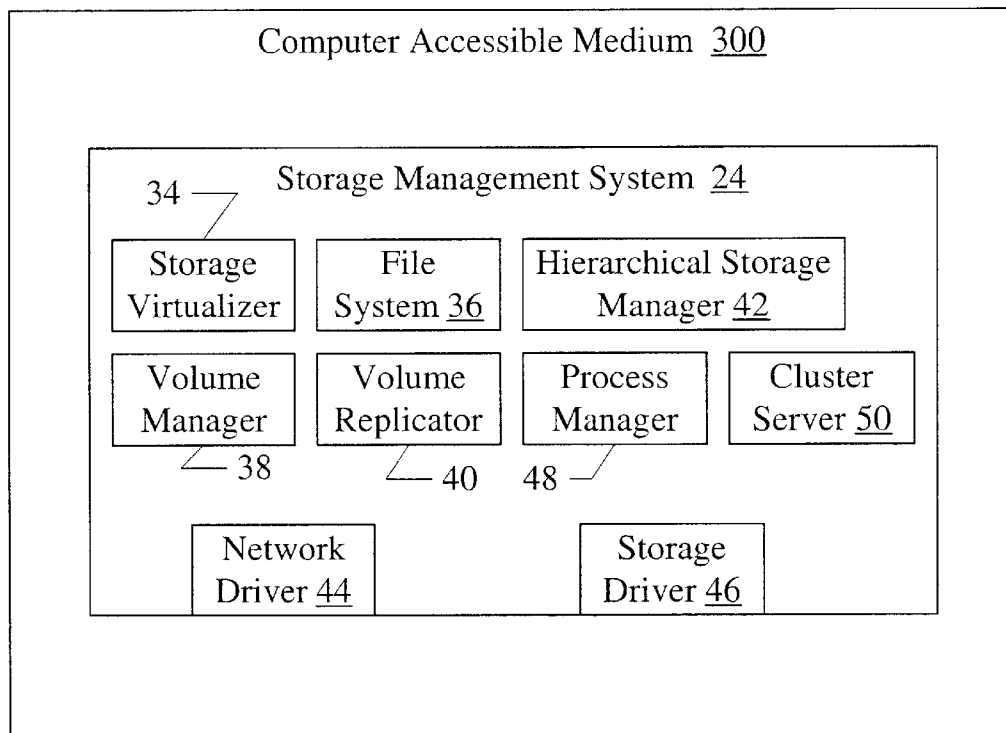 Computer Accessible Medium 300
Storage Management System 24
34
Storage
Virtualizer
File
System 36
Hierarchical Storage
Manager 42
Volume
Manager
38
Volume
Replicator
40
Process
Manager
48
Cluster
Server 50
Network
Driver 44
Storage
Driver 46